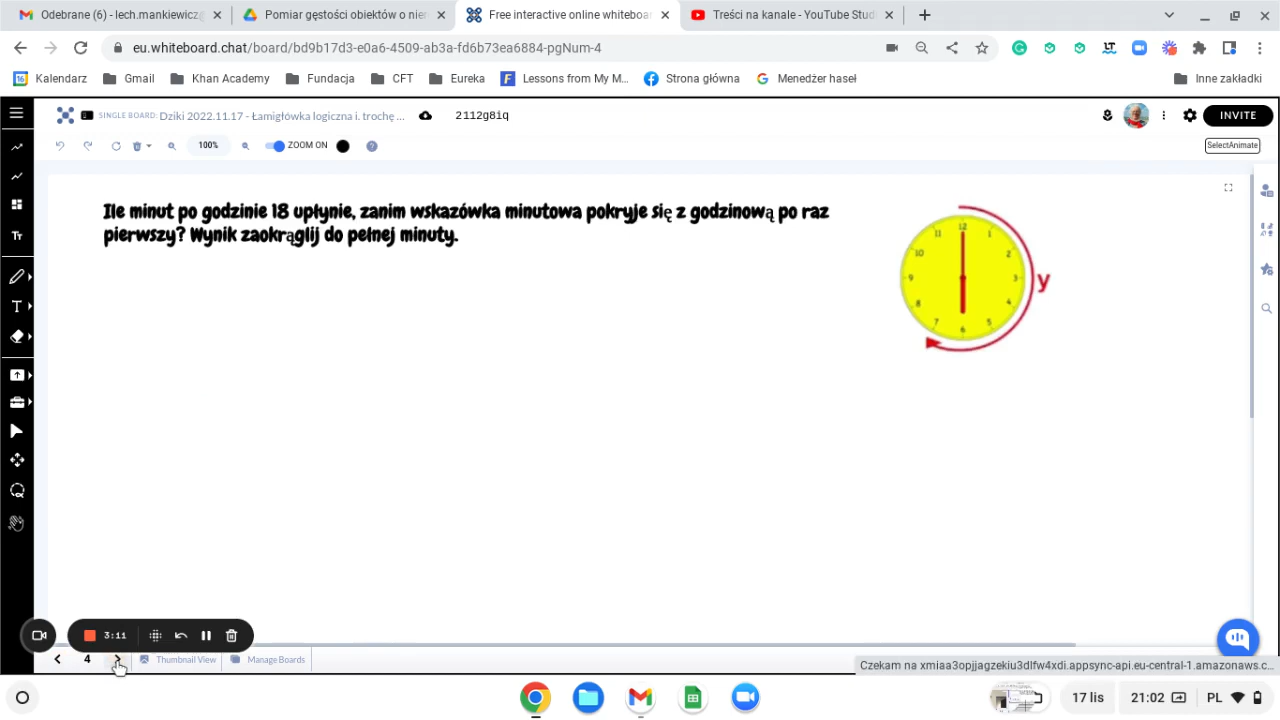 Odebrane (6) - lech.mankiewicz@
Pomiar gęstości obiektów o nier
Free interactive online whiteboar
Treści na kanale - YouTube Studi
eu.whiteboard.chat/board/bd9b17d3-e0a6-4509-ab3a-fd6b73ea6884-pgNum-4
Kalendarz
Gmail
Khan Academy
Fundacja
CFT
Eureka
Lessons from My M...
Strona główna
Menedżer haseł
Inne zakładki
SINGLE BOARD: Dziki 2022.11.17 - Łamigłówka logiczna i. trochę ...
2112g8iq
INVITE
100%
ZOOM ON
SelectAnimate
Ile minut po godzinie 18 upłynie, zanim wskazówka minutowa pokryje się z godzinową po raz
pierwszy? Wynik zaokrąglij do pełnej minuty.
12
11
1
10
2
9
3
8
4
7
5
6
y
Tт
T
3:11
4
Thumbnail View
Manage Boards
Czekam na xmiaa3opjjagzekiu3dlfw4xdi.appsync-api.eu-central-1.amazonaws.c...
17 lis
21:02
PL